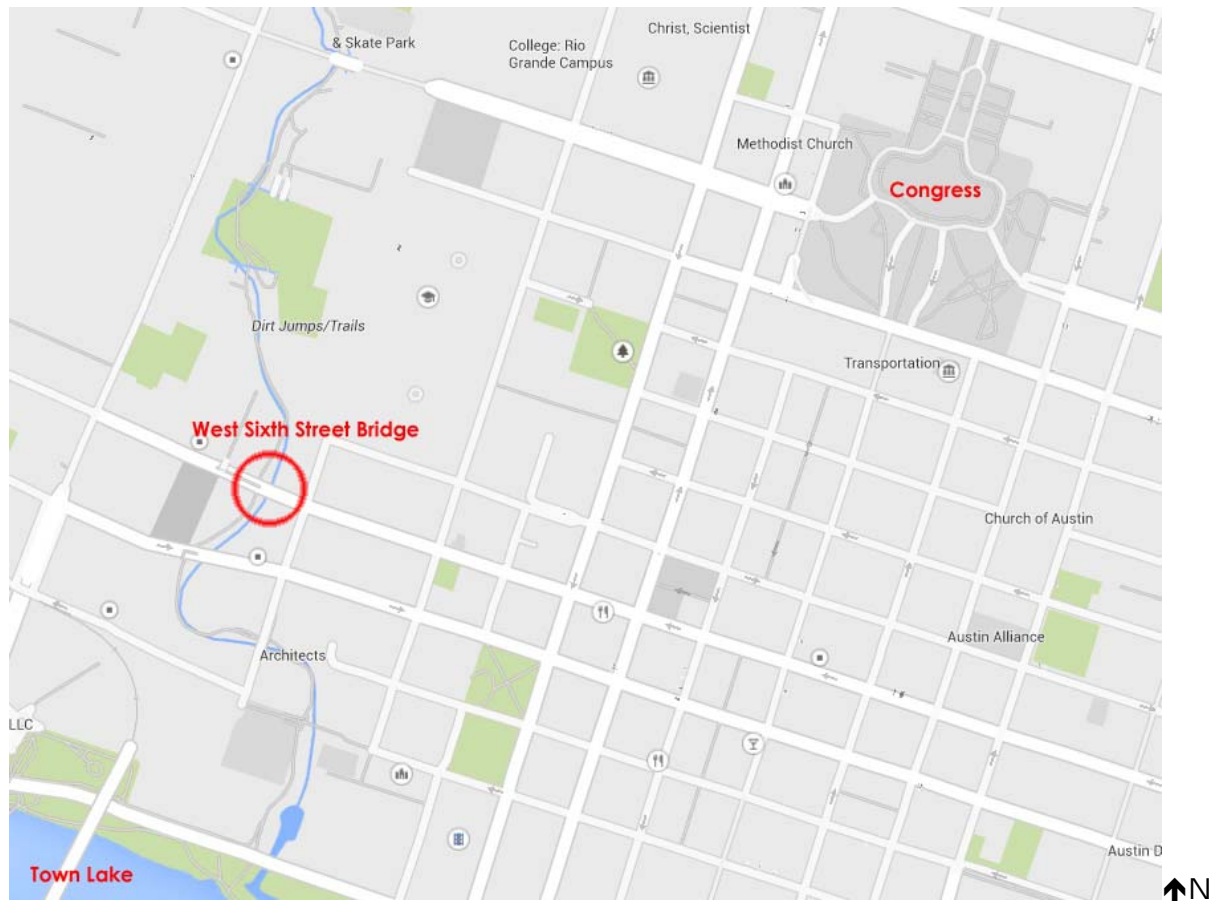 & Skate Park
College: Rio
Grande Campus
Christ, Scientist
Methodist Church
Congress
Dirt Jumps/Trails
Transportation
West Sixth Street Bridge
Church of Austin
Austin Alliance
Architects
LLC
Austin D
Town Lake
N